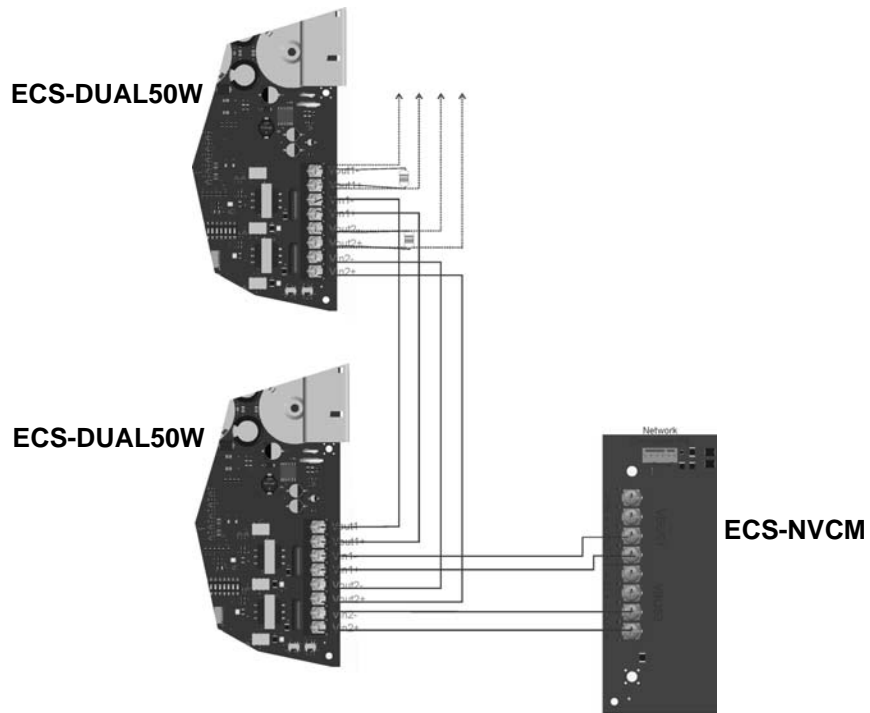 ECS-DUAL50W
Vout1-
Vout1+
Vin1-
Vin1+
Vout2-
Vout2+
Vin2-
Vin2+
ECS-DUAL50W
Vout1
Vout1+
Vin1-
Vin1+
Vout2-
Vout2+
Vin2-
Vin2+
Network
ECS-NVCM